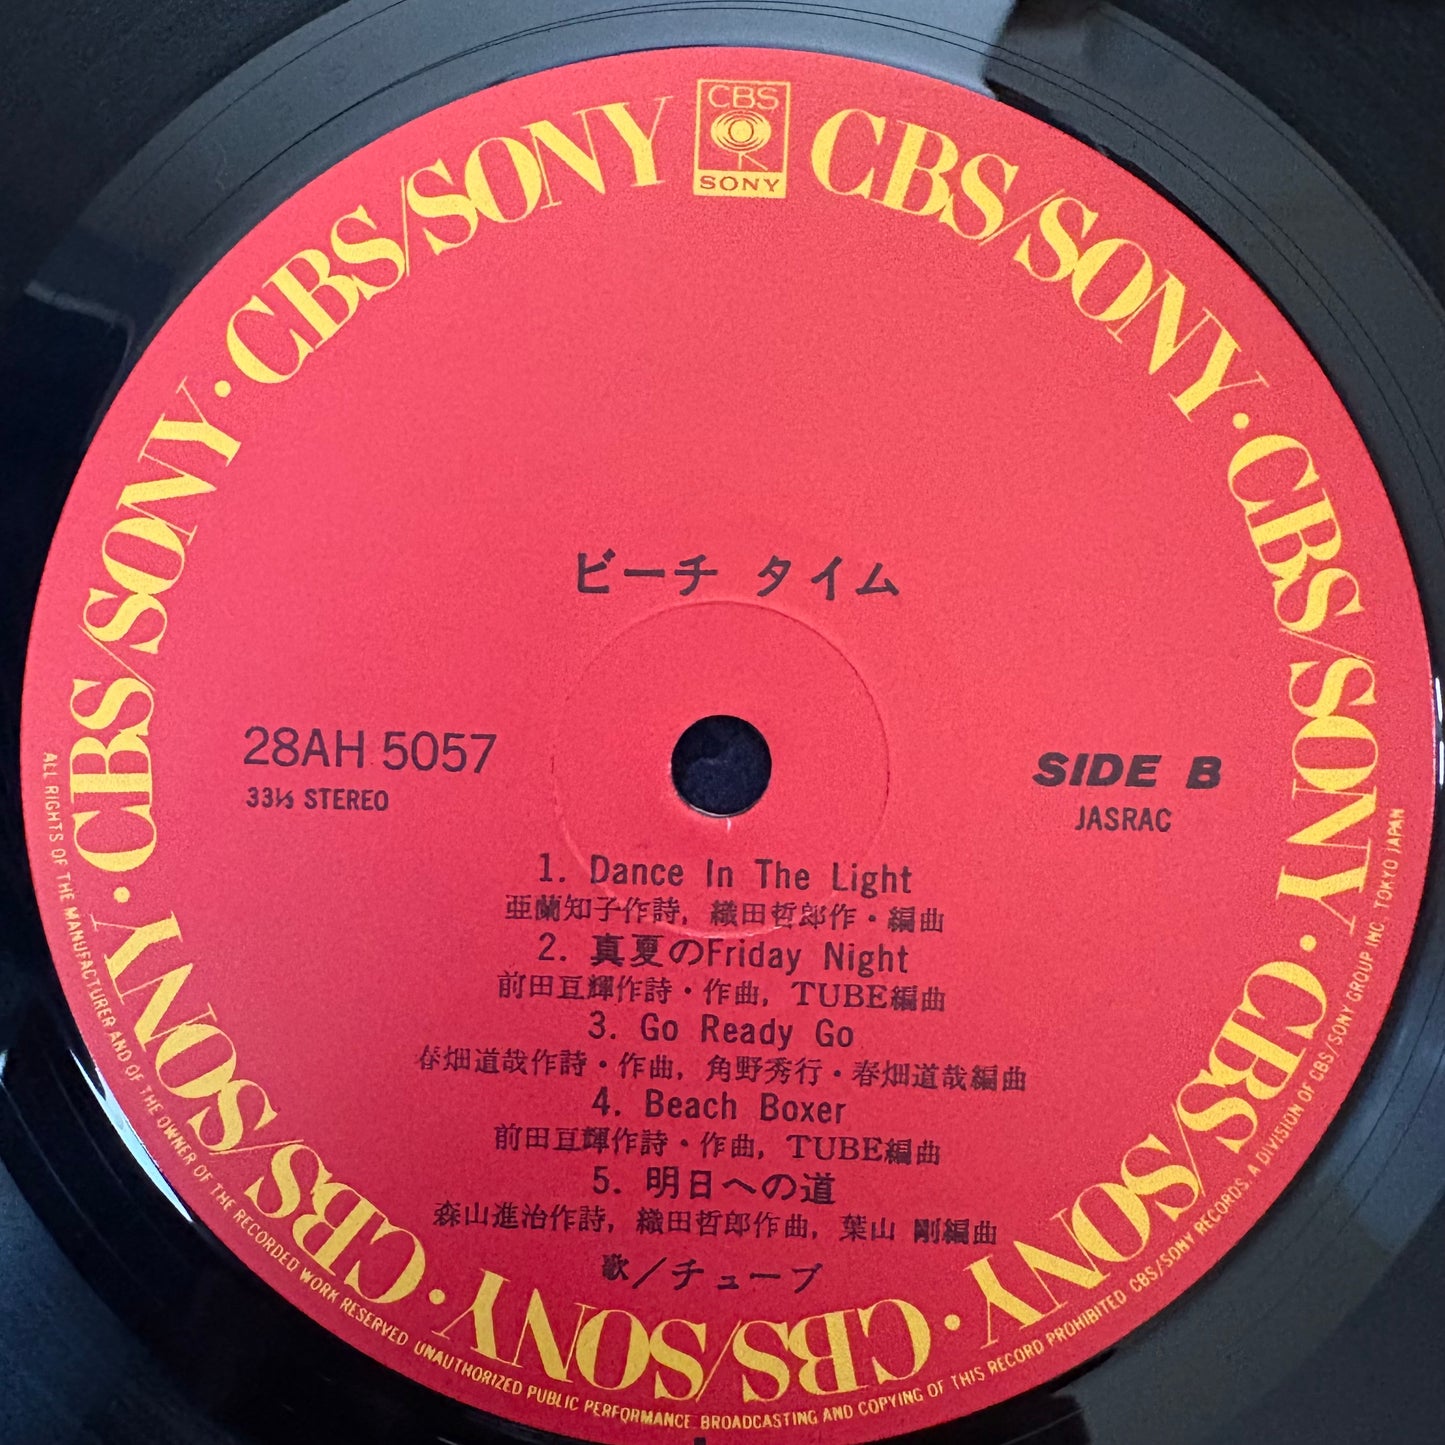 CBS
SONY
CBS/SONY · CBS/SONY · CBS/SONY · CBS/SONY · CBS/SONY · CBS/SONY · CBS/SONY · CBS/SONY
ビーチ タイム
28AH 5057
33⅓ STEREO
SIDE B
JASRAC
1. Dance In The Light
亜蘭知子作詩, 織田哲郎作・編曲
2. 真夏のFriday Night
前田亘輝作詩・作曲, TUBE編曲
3. Go Ready Go
春畑道哉作詩・作曲, 角野秀行・春畑道哉編曲
4. Beach Boxer
前田亘輝作詩・作曲, TUBE編曲
5. 明日への道
森山進治作詩, 織田哲郎作曲, 葉山 剛編曲
歌／チューブ
ALL RIGHTS OF THE MANUFACTURER AND OF THE OWNER OF THE RECORDED WORK RESERVED UNAUTHORIZED PUBLIC PERFORMANCE BROADCASTING AND COPYING OF THIS RECORD PROHIBITED CBS/SONY RECORDS. A DIVISION OF CBS/SONY GROUP INC. TOKYO JAPAN